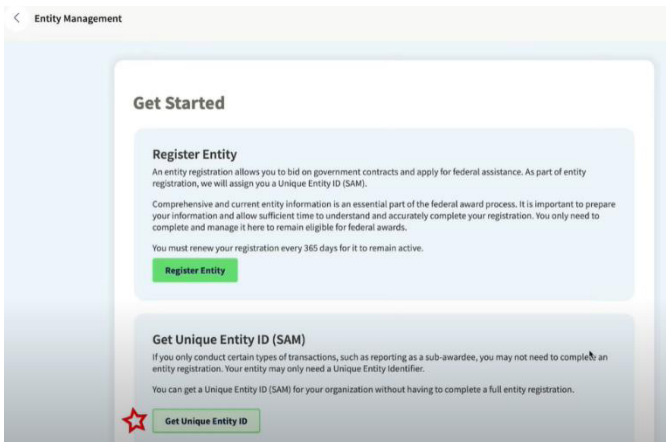 Entity Management
Get Started
Register Entity
An entity registration allows you to bid on government contracts and apply for federal assistance. As part of entity
registration, we will assign you a Unique Entity ID (SAM).
Comprehensive and current entity information is an essential part of the federal award process. It is important to prepare
your information and allow sufficient time to understand and accurately complete your registration. You only need to
complete and manage it here to remain eligible for federal awards.
You must renew your registration every 365 days for it to remain active.
Register Entity
Get Unique Entity ID (SAM)
If you only conduct certain types of transactions, such as reporting as a sub-awardee, you may not need to complete an
entity registration. Your entity may only need a Unique Entity Identifier.
You can get a Unique Entity ID (SAM) for your organization without having to complete a full entity registration.
Get Unique Entity ID